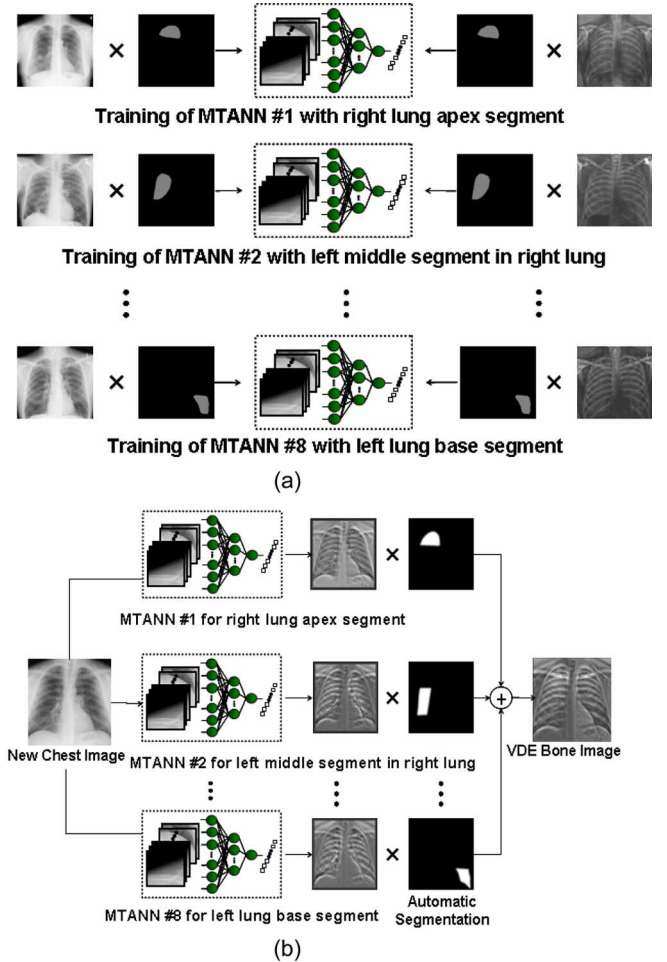 Training of MTANN #1 with right lung apex segment
Training of MTANN #2 with left middle segment in right lung
Training of MTANN #8 with left lung base segment
(a)
MTANN #1 for right lung apex segment
New Chest Image
MTANN #2 for left middle segment in right lung
VDE Bone Image
MTANN #8 for left lung base segment
Automatic
Segmentation
(b)